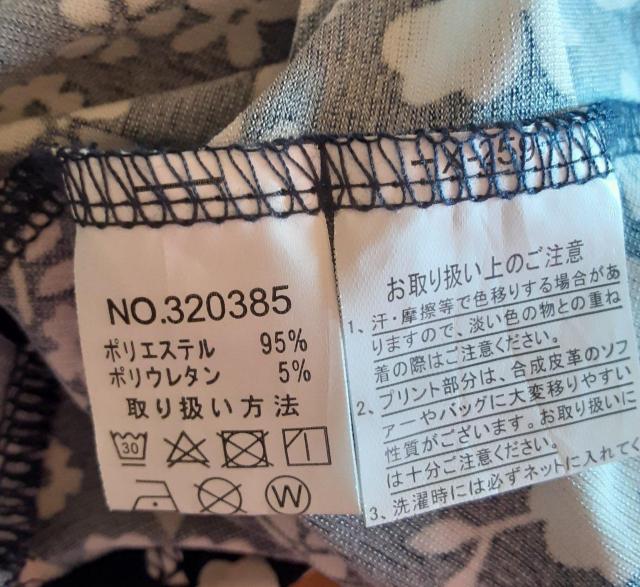 NO.320385
ポリエステル 95%
ポリウレタン 5%
取り扱い方法
30
W
お取り扱い上のご注意
1、汗・摩擦等で色移りする場合があ
りますので、淡い色の物との重ね
着の際はご注意ください。
2、プリント部分は、合成皮革のソフ
ァーやバッグに大変移りやすい
性質がございます。お取り扱いに
は十分ご注意ください。
3、洗濯時には必ずネットに入れてく